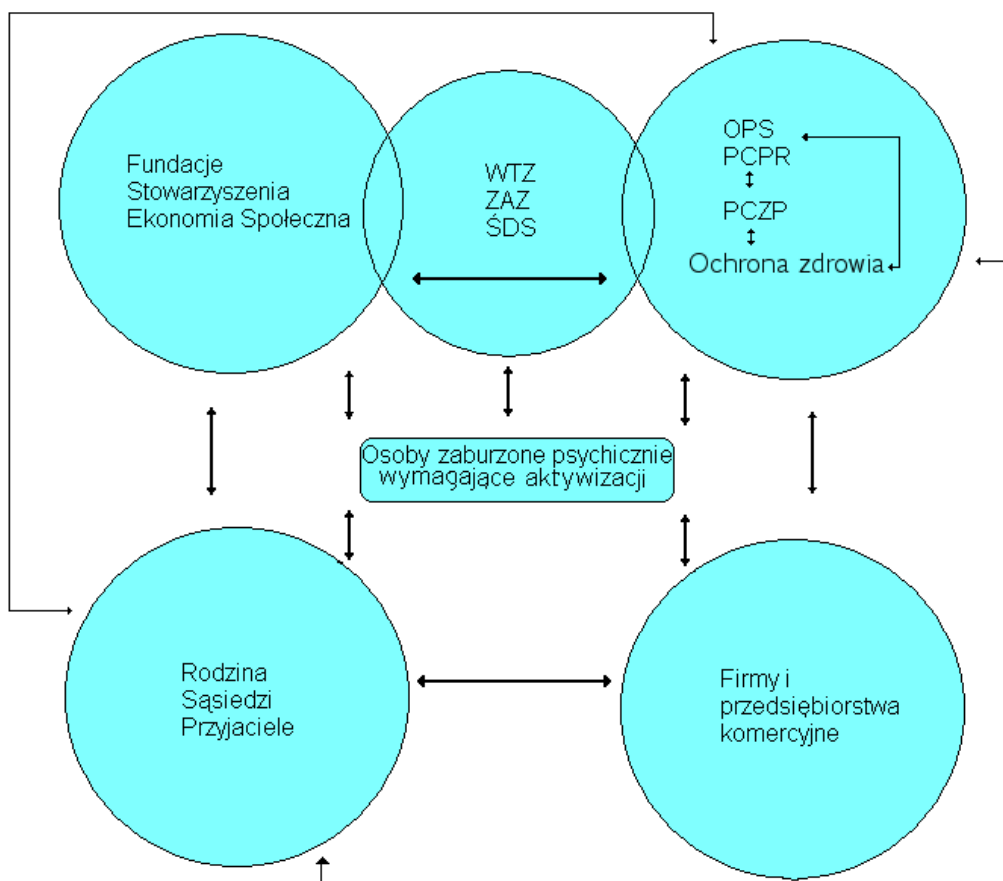 Fundacje
Stowarzyszenia
Ekonomia Społeczna
WTZ
ZAZ
ŚDS
OPS
PCPR
PCZP
Ochrona zdrowia
Osoby zaburzone psychicznie
wymagające aktywizacji
Rodzina
Sąsiedzi
Przyjaciele
Firmy i
przedsiębiorstwa
komercyjne